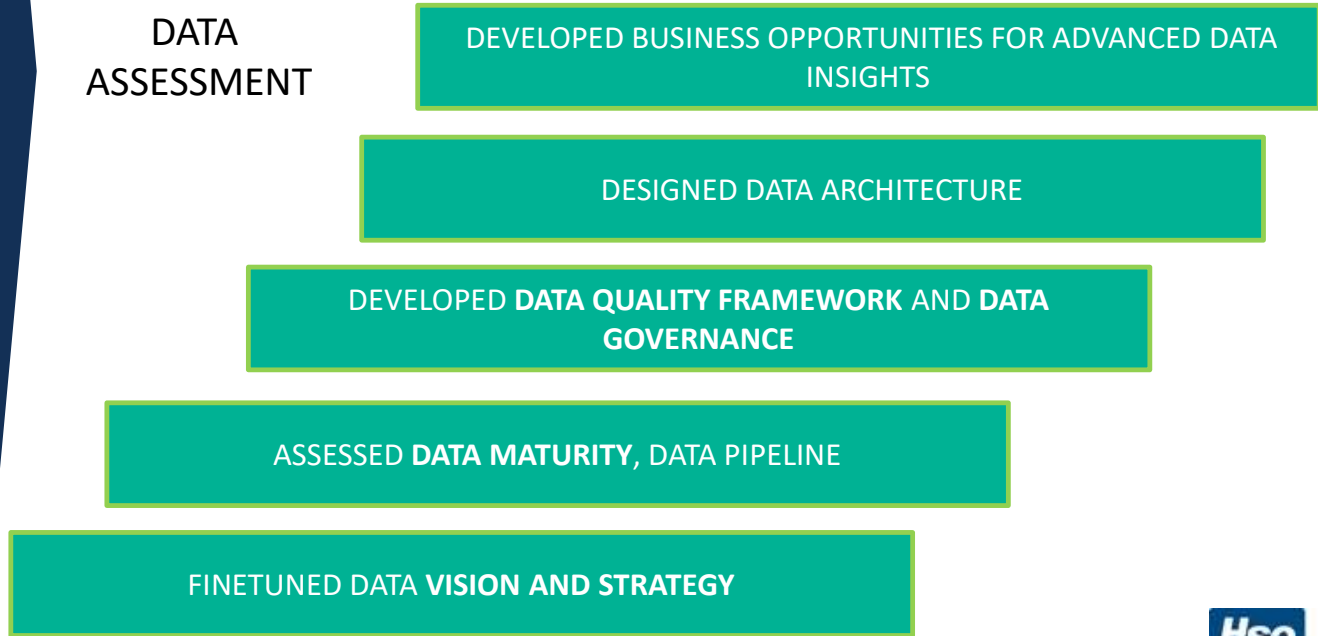 DATA
ASSESSMENT
DEVELOPED BUSINESS OPPORTUNITIES FOR ADVANCED DATA
INSIGHTS
DESIGNED DATA ARCHITECTURE
DEVELOPED DATA QUALITY FRAMEWORK AND DATA
GOVERNANCE
ASSESSED DATA MATURITY, DATA PIPELINE
FINETUNED DATA VISION AND STRATEGY
Hso